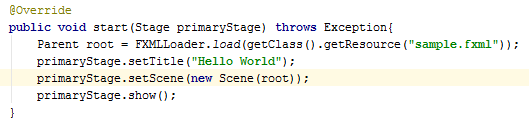 @Override
public void start(Stage primaryStage) throws Exception{
    Parent root = FXMLLoader.load(getClass().getResource("sample.fxml"));
    primaryStage.setTitle("Hello World");
    primaryStage.setScene(new Scene(root));
    primaryStage.show();
}